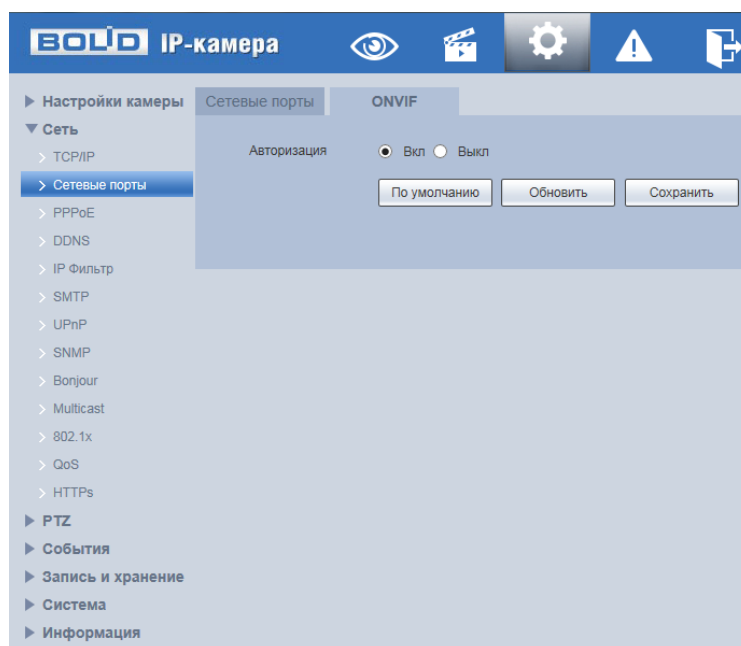 BOLID IP-камера
Настройки камеры
Сеть
TCP/IP
Сетевые порты
PPPoE
DDNS
IP Фильтр
SMTP
UPnP
SNMP
Bonjour
Multicast
802.1x
QoS
HTTPs
PTZ
События
Запись и хранение
Система
Информация
Сетевые порты ONVIF
Авторизация Вкл Выкл
По умолчанию Обновить Сохранить